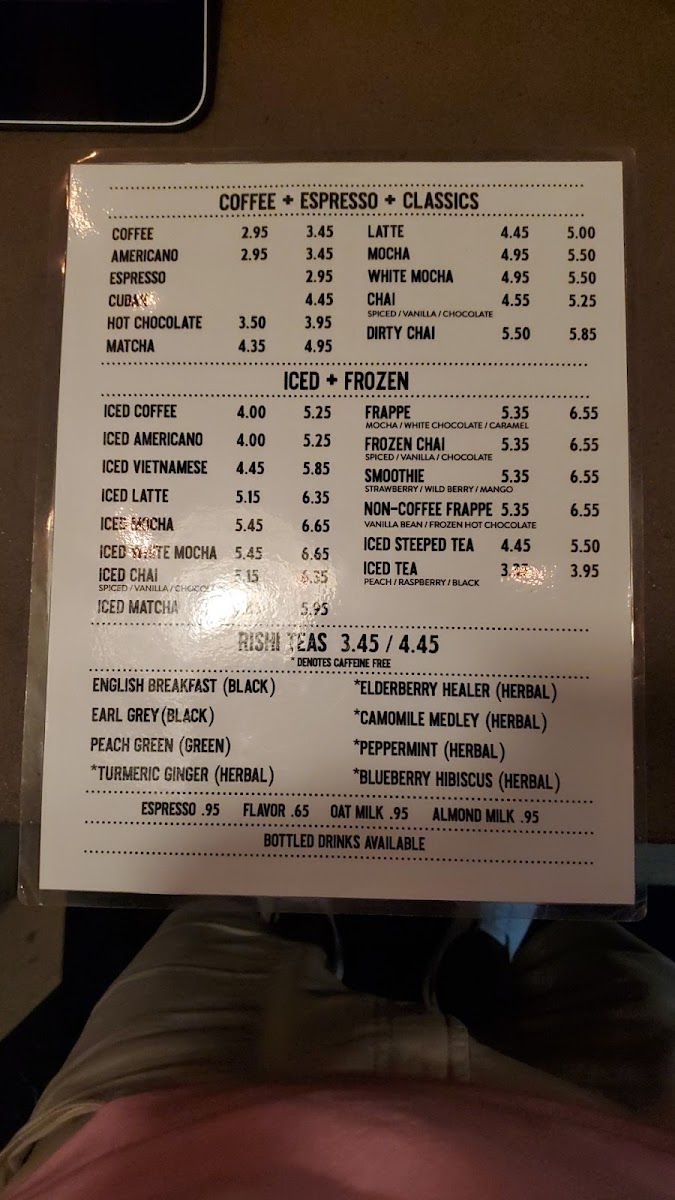 COFFEE + ESPRESSO + CLASSICS
COFFEE 2.95 3.45
AMERICANO 2.95 3.45
ESPRESSO 2.95
CUBAN 4.45
HOT CHOCOLATE 3.50 3.95
MATCHA 4.35 4.95
LATTE 4.45 5.00
MOCHA 4.95 5.50
WHITE MOCHA 4.95 5.50
CHAI 4.55 5.25
SPICED / VANILLA / CHOCOLATE
DIRTY CHAI 5.50 5.85
ICED + FROZEN
ICED COFFEE 4.00 5.25
ICED AMERICANO 4.00 5.25
ICED VIETNAMESE 4.45 5.85
ICED LATTE 5.15 6.35
ICED MOCHA 5.45 6.65
ICED WHITE MOCHA 5.45 6.65
ICED CHAI 5.15 6.35
SPICED / VANILLA / CHOCOLATE
ICED MATCHA 5.95
FRAPPE 5.35 6.55
MOCHA / WHITE CHOCOLATE / CARAMEL
FROZEN CHAI 5.35 6.55
SPICED / VANILLA / CHOCOLATE
SMOOTHIE 5.35 6.55
STRAWBERRY / WILD BERRY / MANGO
NON-COFFEE FRAPPE 5.35 6.55
VANILLA BEAN / FROZEN HOT CHOCOLATE
ICED STEEPED TEA 4.45 5.50
ICED TEA 3.95
PEACH / RASPBERRY / BLACK
RISHI TEAS 3.45 / 4.45
* DENOTES CAFFEINE FREE
ENGLISH BREAKFAST (BLACK)
EARL GREY (BLACK)
PEACH GREEN (GREEN)
*TURMERIC GINGER (HERBAL)
*ELDERBERRY HEALER (HERBAL)
*CAMOMILE MEDLEY (HERBAL)
*PEPPERMINT (HERBAL)
*BLUEBERRY HIBISCUS (HERBAL)
ESPRESSO .95 FLAVOR .65 OAT MILK .95 ALMOND MILK .95
BOTTLED DRINKS AVAILABLE